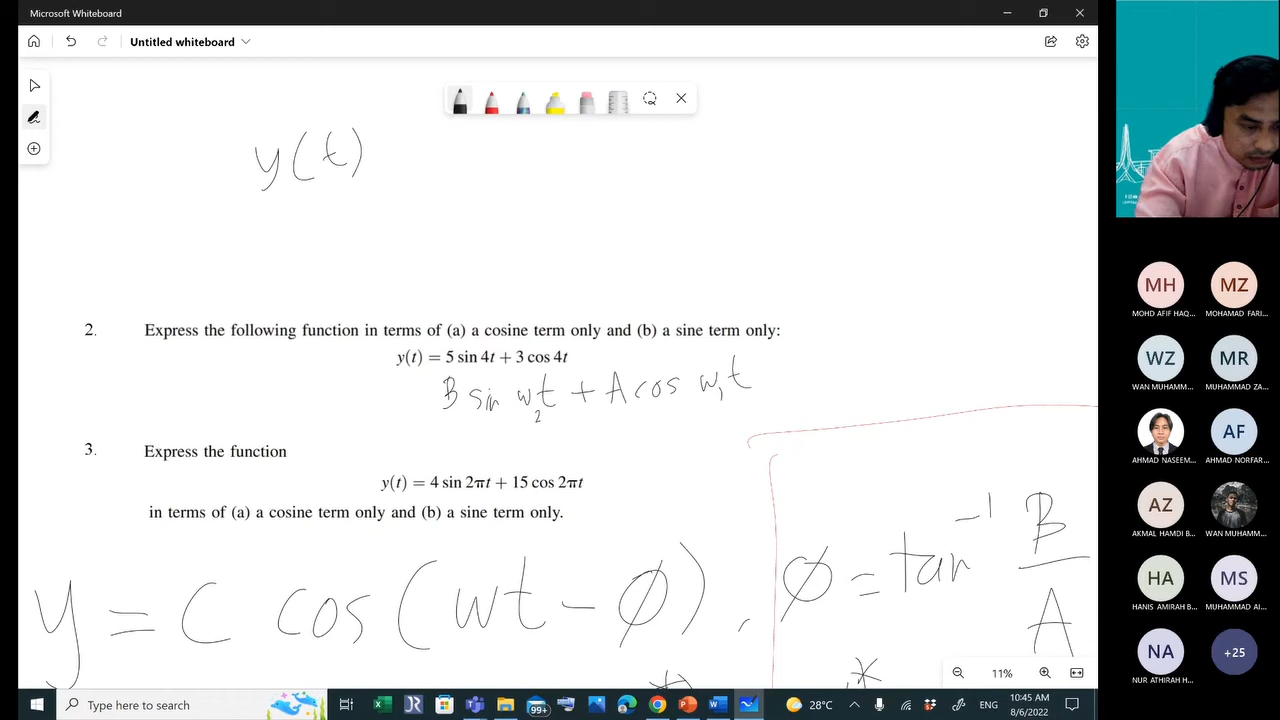 Microsoft Whiteboard
Untitled whiteboard
y(t)
2. Express the following function in terms of (a) a cosine term only and (b) a sine term only:
y(t) = 5 sin 4t + 3 cos 4t
B sin w₂t + A cos w₁t
3. Express the function
y(t) = 4 sin 2πt + 15 cos 2πt
in terms of (a) a cosine term only and (b) a sine term only.
y = C cos (wt - ø), ø = tan⁻¹ B/A
11%
MH
MOHD AFIF HAQ...
MZ
MOHAMAD FARI...
WZ
WAN MUHAMM...
MR
MUHAMMAD ZA...
AHMAD NASEEM...
AF
AHMAD NORFAR...
AZ
AKMAL HAMDI B...
WAN MUHAMM...
HA
HANIS AMIRAH B...
MS
MUHAMMAD AI...
NA
NUR ATHIRAH H...
+25
Type here to search
99+
28°C
ENG
10:45 AM
8/6/2022